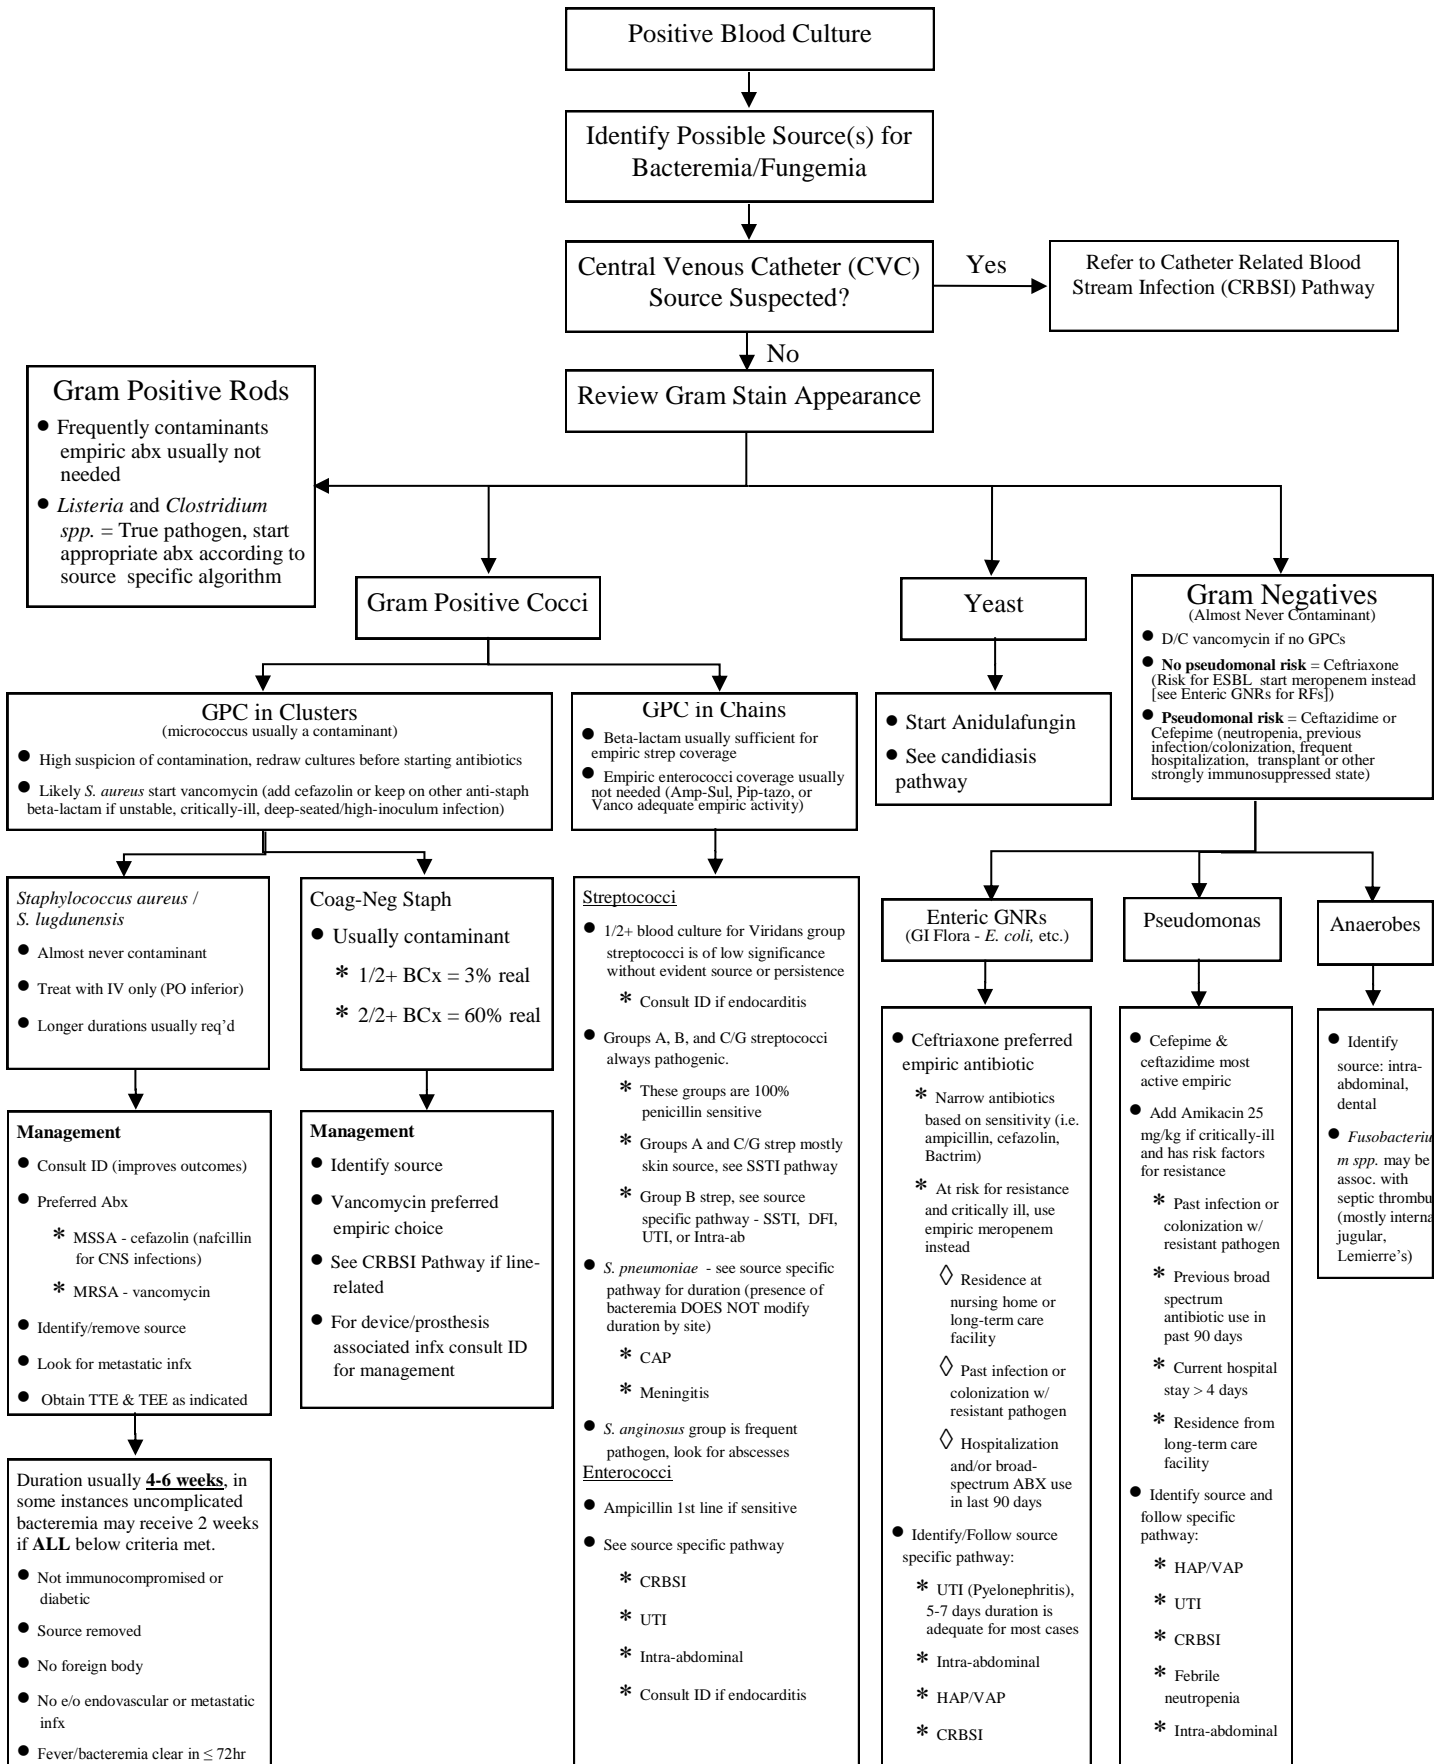 Positive Blood Culture
Identify Possible Source(s) for
Bacteremia/Fungemia
Central Venous Catheter (CVC)
Source Suspected?
Yes
Refer to Catheter Related Blood
Stream Infection (CRBSI) Pathway
No
Review Gram Stain Appearance
Gram Positive Rods
● Frequently contaminants
empiric abx usually not
needed
● Listeria and Clostridium
spp. = True pathogen, start
appropriate abx according to
source specific algorithm
Gram Positive Cocci
Yeast
Gram Negatives
(Almost Never Contaminant)
● D/C vancomycin if no GPCs
● No pseudomonal risk = Ceftriaxone
(Risk for ESBL start meropenem instead
[see Enteric GNRs for RFs])
● Pseudomonal risk = Ceftazidime or
Cefepime (neutropenia, previous
infection/colonization, frequent
hospitalization, transplant or other
strongly immunosuppressed state)
GPC in Clusters
(micrococcus usually a contaminant)
● High suspicion of contamination, redraw cultures before starting antibiotics
● Likely S. aureus start vancomycin (add cefazolin or keep on other anti-staph
beta-lactam if unstable, critically-ill, deep-seated/high-inoculum infection)
GPC in Chains
● Beta-lactam usually sufficient for
empiric strep coverage
● Empiric enterococci coverage usually
not needed (Amp-Sul, Pip-tazo, or
Vanco adequate empiric activity)
● Start Anidulafungin
● See candidiasis
pathway
Staphylococcus aureus /
S. lugdunensis
● Almost never contaminant
● Treat with IV only (PO inferior)
● Longer durations usually req'd
Coag-Neg Staph
● Usually contaminant
* 1/2+ BCx = 3% real
* 2/2+ BCx = 60% real
Management
● Consult ID (improves outcomes)
● Preferred Abx
* MSSA - cefazolin (nafcillin
for CNS infections)
* MRSA - vancomycin
● Identify/remove source
● Look for metastatic infx
● Obtain TTE & TEE as indicated
Management
● Identify source
● Vancomycin preferred
empiric choice
● See CRBSI Pathway if line-
related
● For device/prosthesis
associated infx consult ID
for management
Duration usually 4-6 weeks, in
some instances uncomplicated
bacteremia may receive 2 weeks
if ALL below criteria met.
● Not immunocompromised or
diabetic
● Source removed
● No foreign body
● No e/o endovascular or metastatic
infx
● Fever/bacteremia clear in ≤ 72hr
Streptococci
● 1/2+ blood culture for Viridans group
streptococci is of low significance
without evident source or persistence
* Consult ID if endocarditis
● Groups A, B, and C/G streptococci
always pathogenic.
* These groups are 100%
penicillin sensitive
* Groups A and C/G strep mostly
skin source, see SSTI pathway
* Group B strep, see source
specific pathway - SSTI, DFI,
UTI, or Intra-ab
● S. pneumoniae - see source specific
pathway for duration (presence of
bacteremia DOES NOT modify
duration by site)
* CAP
* Meningitis
● S. anginosus group is frequent
pathogen, look for abscesses
Enterococci
● Ampicillin 1st line if sensitive
● See source specific pathway
* CRBSI
* UTI
* Intra-abdominal
* Consult ID if endocarditis
Enteric GNRs
(GI Flora - E. coli, etc.)
Pseudomonas
Anaerobes
● Ceftriaxone preferred
empiric antibiotic
* Narrow antibiotics
based on sensitivity (i.e.
ampicillin, cefazolin,
Bactrim)
* At risk for resistance
and critically ill, use
empiric meropenem
instead
◊ Residence at
nursing home or
long-term care
facility
◊ Past infection or
colonization w/
resistant pathogen
◊ Hospitalization
and/or broad-
spectrum ABX use
in last 90 days
● Identify/Follow source
specific pathway:
* UTI (Pyelonephritis),
5-7 days duration is
adequate for most cases
* Intra-abdominal
* HAP/VAP
* CRBSI
● Cefepime &
ceftazidime most
active empiric
● Add Amikacin 25
mg/kg if critically-ill
and has risk factors
for resistance
* Past infection or
colonization w/
resistant pathogen
* Previous broad
spectrum
antibiotic use in
past 90 days
* Current hospital
stay > 4 days
* Residence from
long-term care
facility
● Identify source and
follow specific
pathway:
* HAP/VAP
* UTI
* CRBSI
* Febrile
neutropenia
* Intra-abdominal
● Identify
source: intra-
abdominal,
dental
● Fusobacteriu
m spp. may be
assoc. with
septic thrombu
(mostly interna
jugular,
Lemierre's)